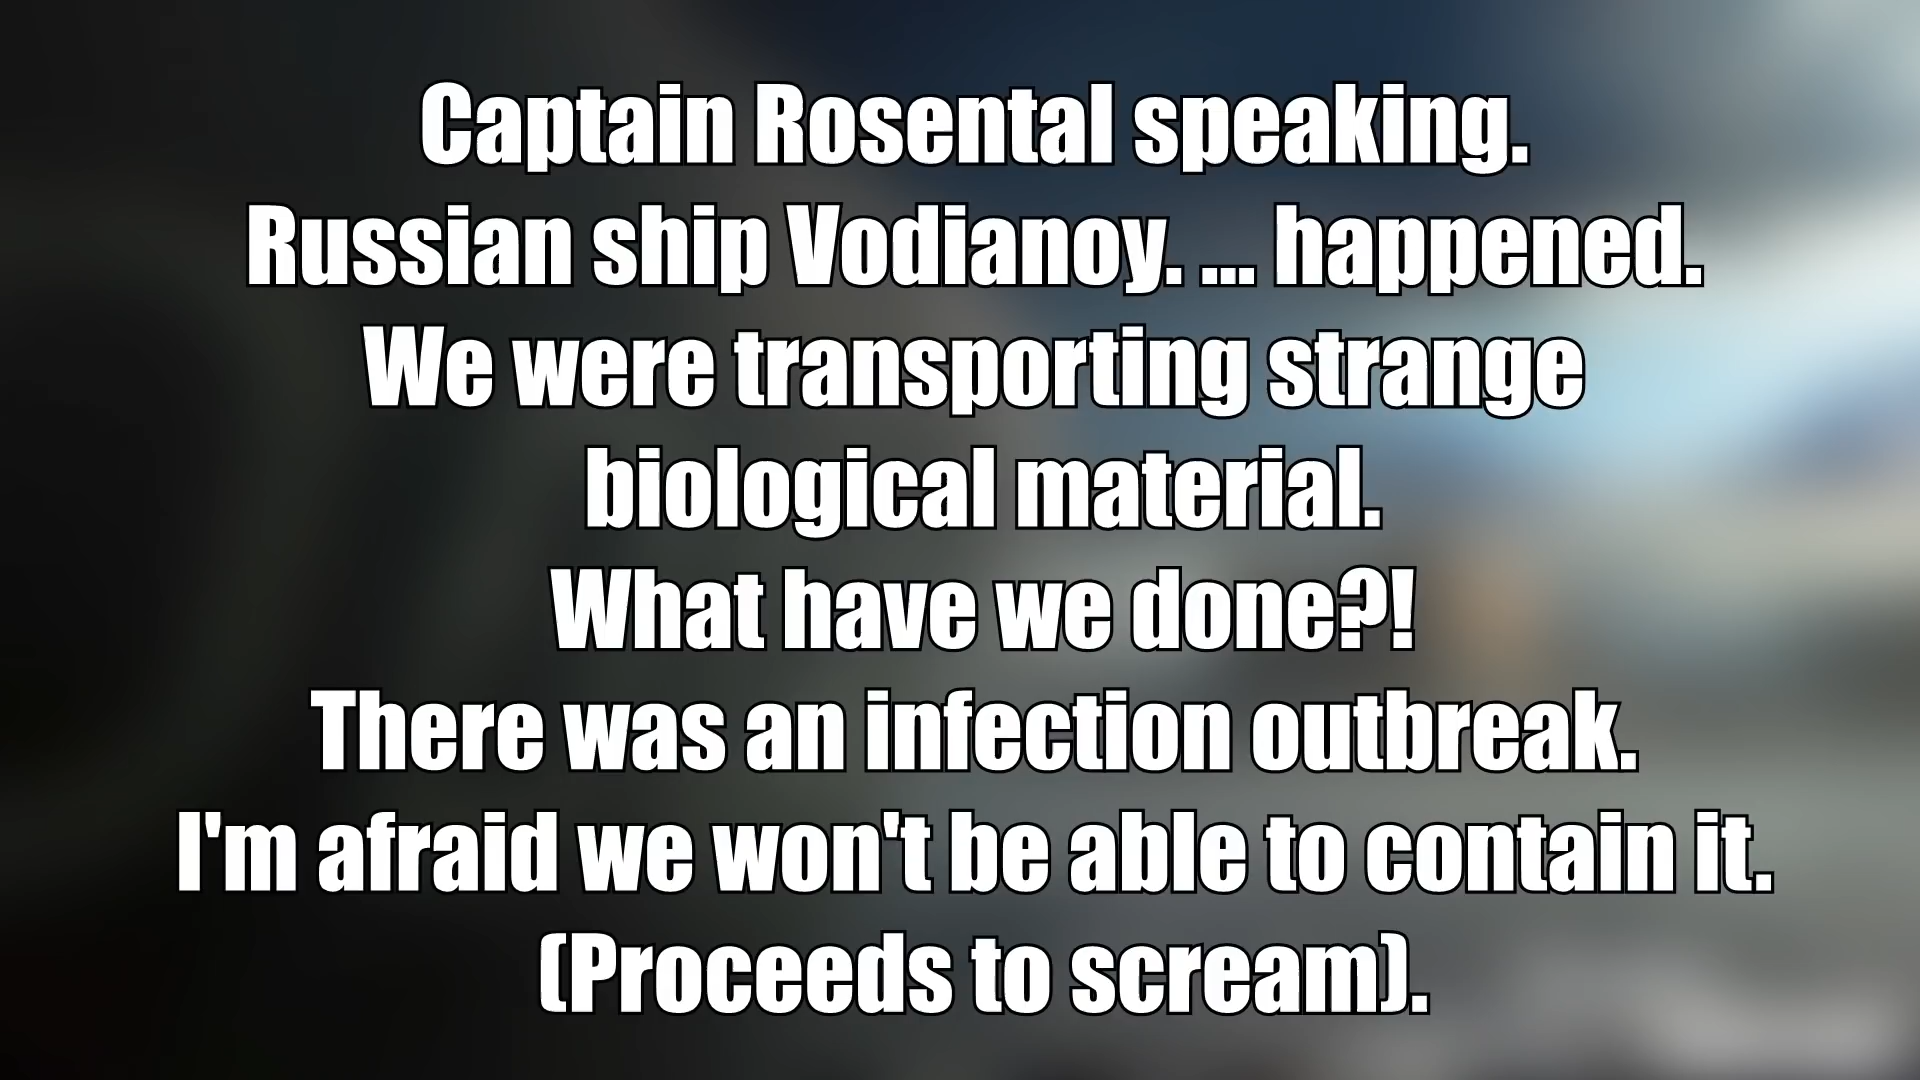 Captain Rosental speaking.
Russian ship Vodianoy. ... happened.
We were transporting strange
biological material.
What have we done?!
There was an infection outbreak.
I'm afraid we won't be able to contain it.
(Proceeds to scream).